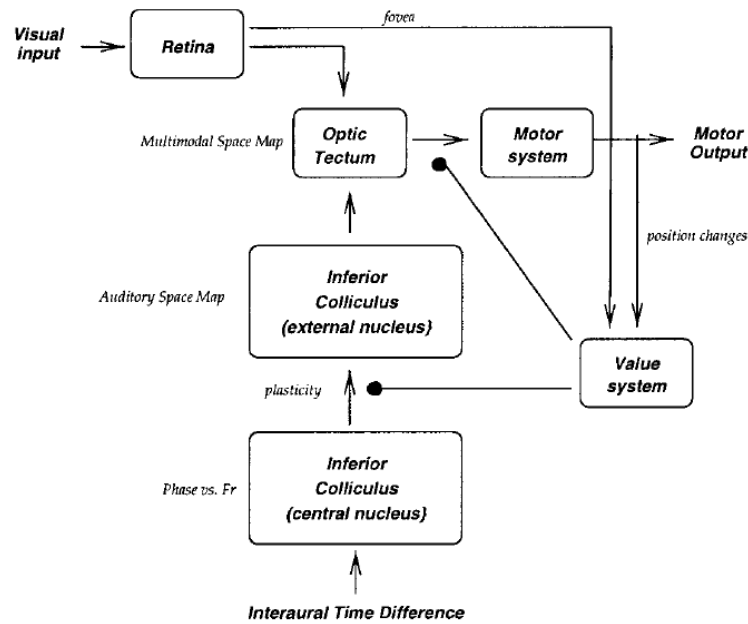 fovea
Visual
input
Retina
Multimodal Space Map
Optic
Tectum
Motor
system
Motor
Output
position changes
Auditory Space Map
Inferior
Colliculus
(external nucleus}
Value
system
plasticity
Phase vs. Fr
Inferior
Colliculus
(central nucleus)
Interaural Time Difference